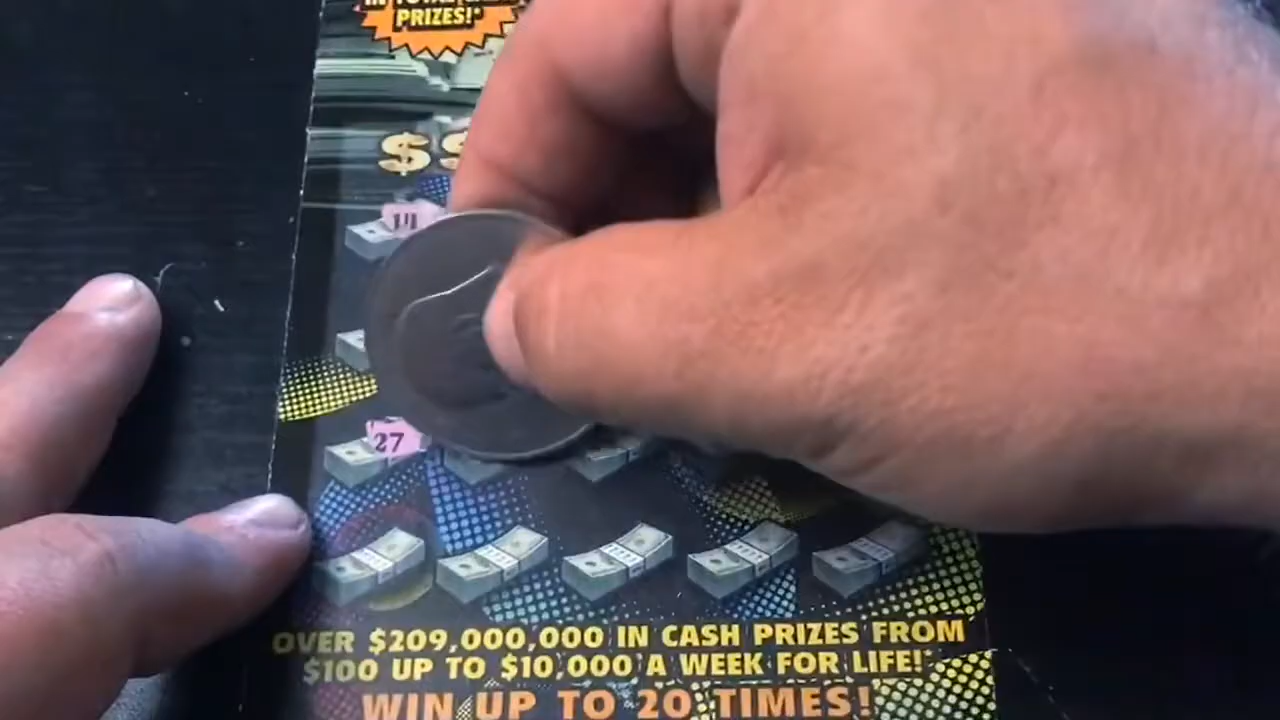 PRIZES!*
$ $
27
OVER $209,000,000 IN CASH PRIZES FROM
$100 UP TO $10,000 A WEEK FOR LIFE!*
WIN UP TO 20 TIMES!